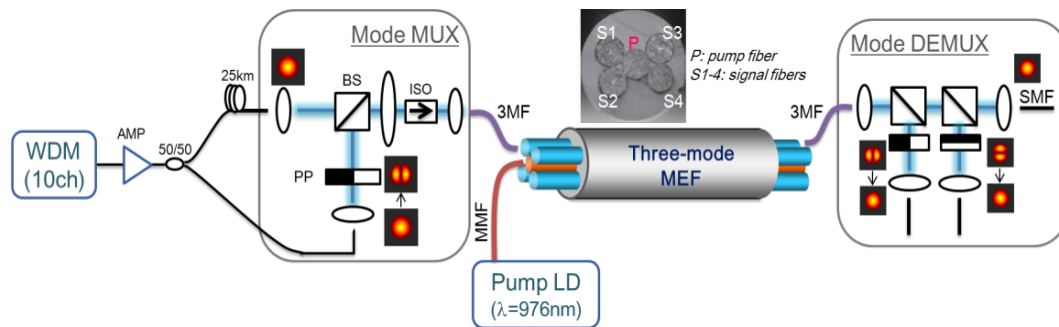 Mode MUX
25km
BS
ISO
AMP
WDM
(10ch)
50/50
PP
3MF
MMF
Pump LD
(λ=976nm)
S1
P
S3
S2
S4
P: pump fiber
S1-4: signal fibers
Three-mode
MEF
3MF
Mode DEMUX
SMF